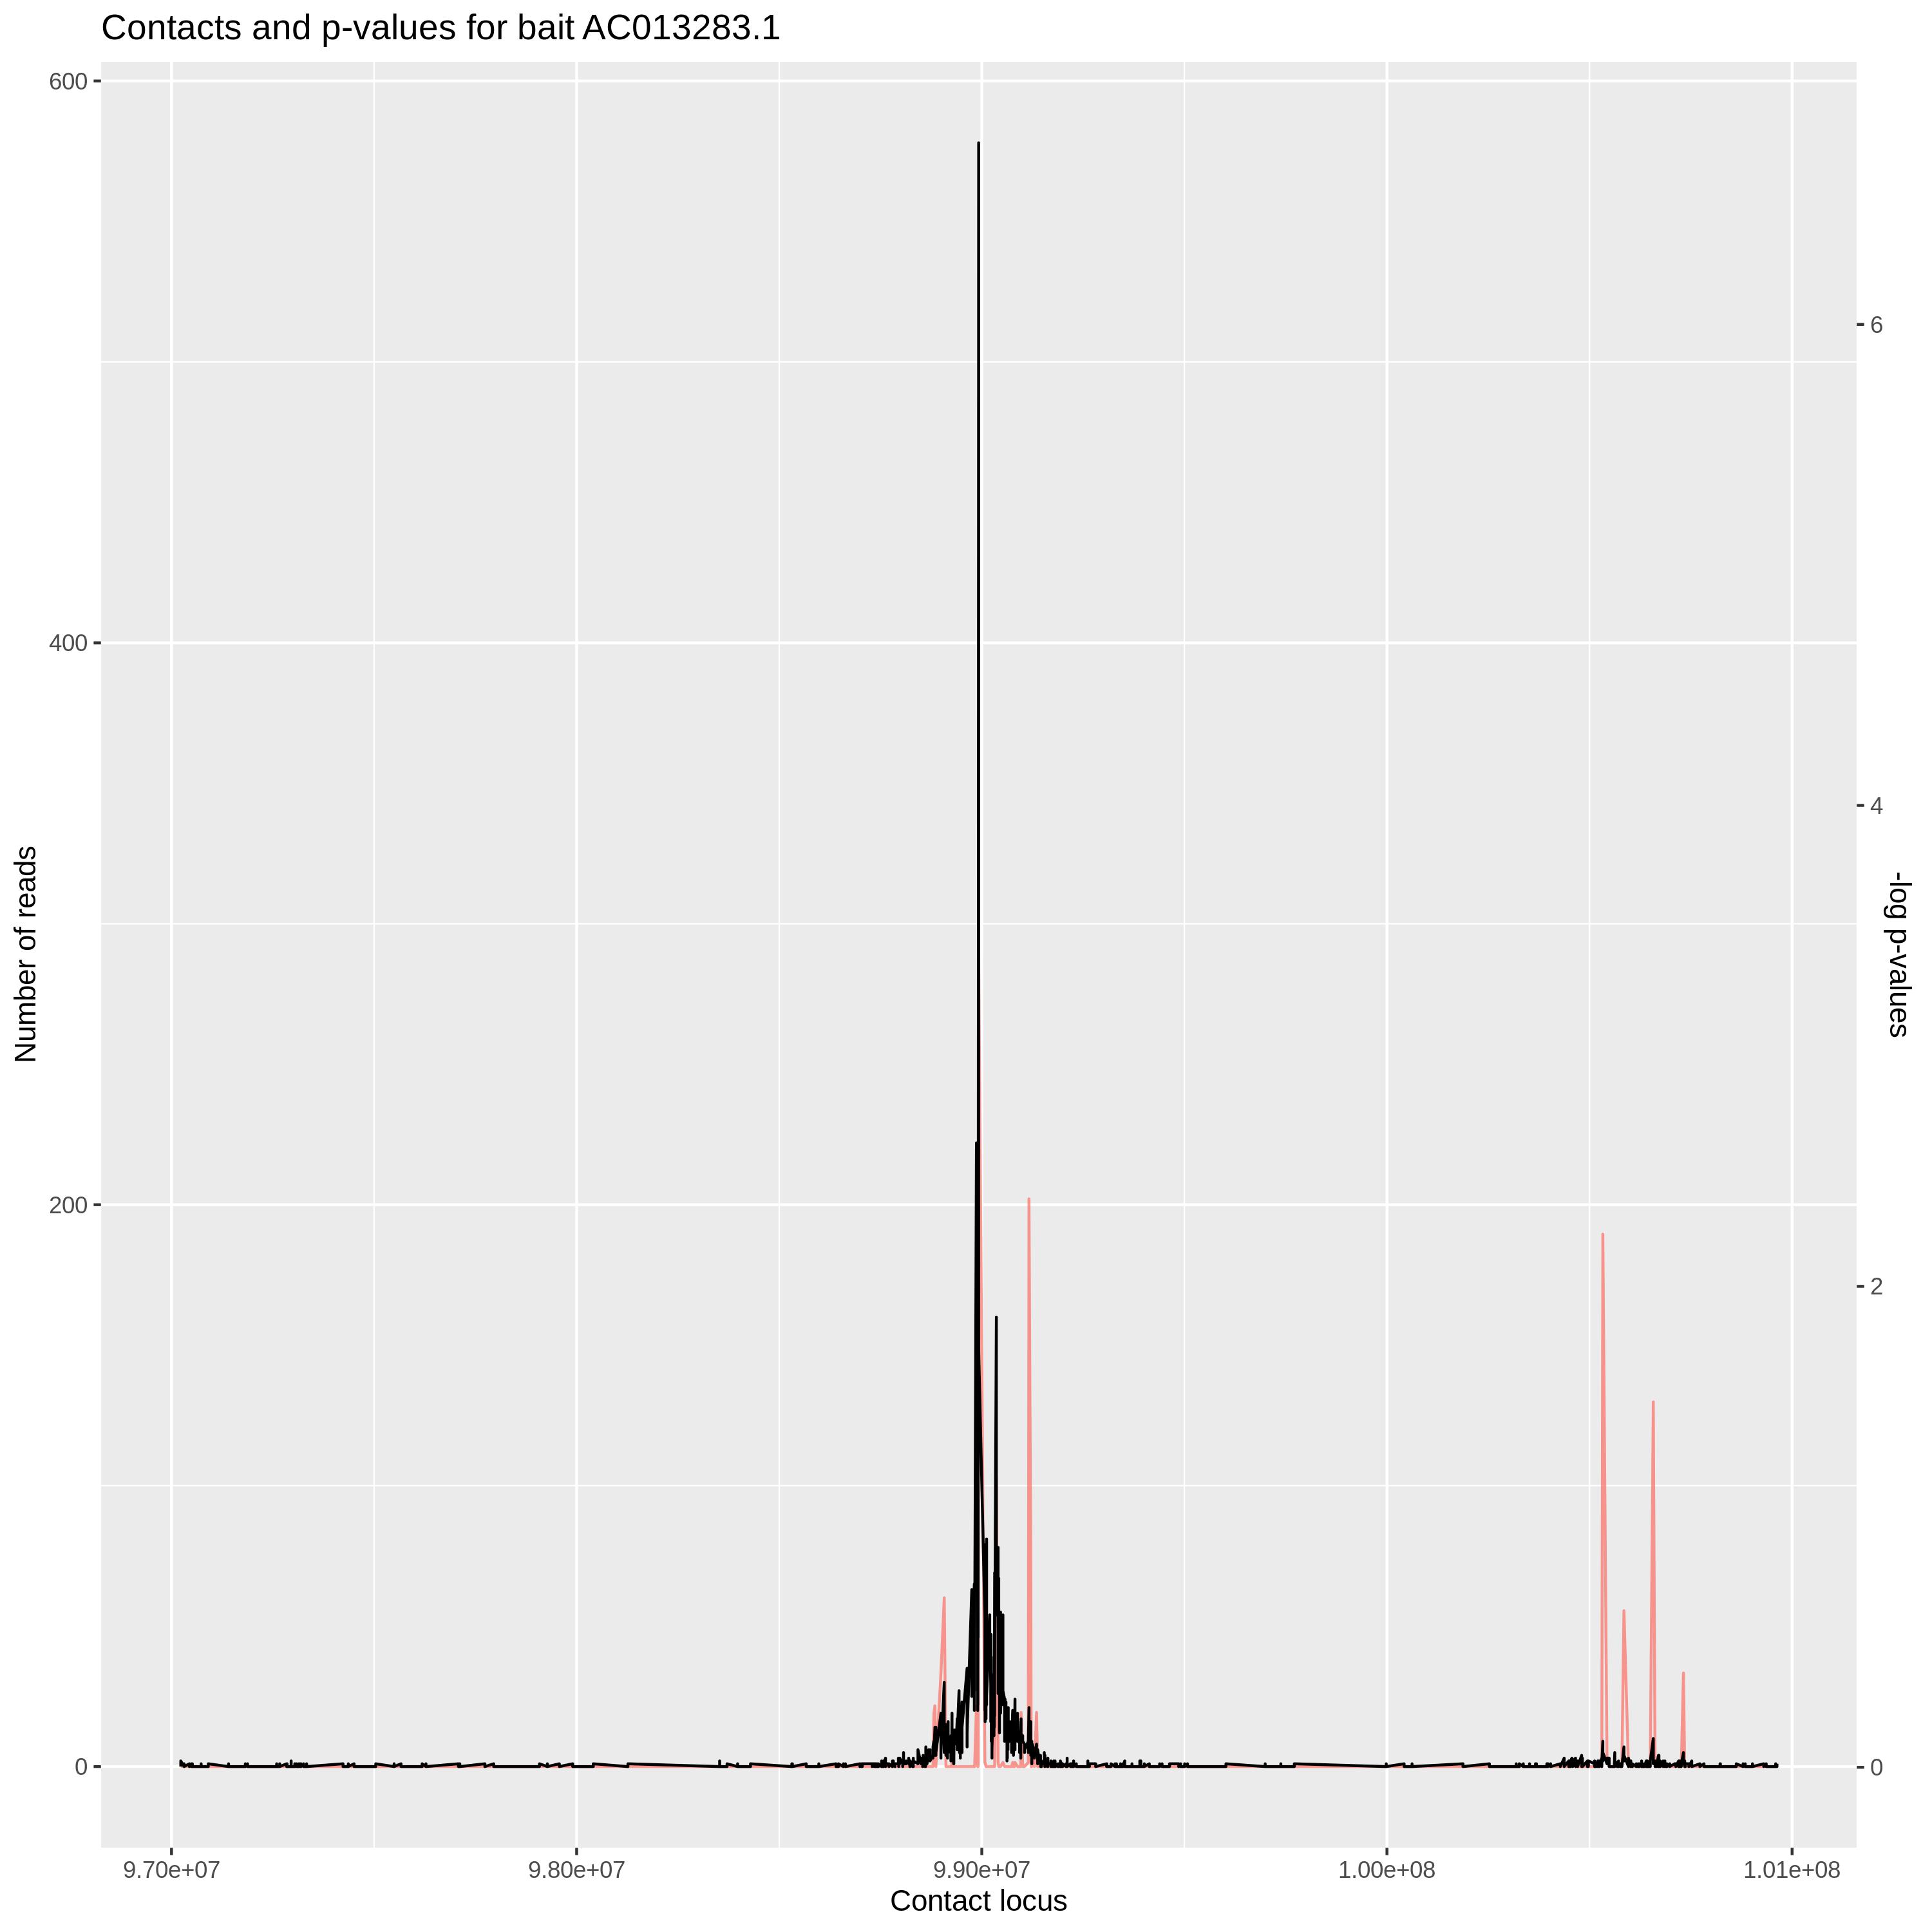 Contacts and p-values for bait AC013283.1
600
400
200
0
Number of reads
6
4
2
0
-log p-values
9.70e+07
9.80e+07
9.90e+07
1.00e+08
1.01e+08
Contact locus